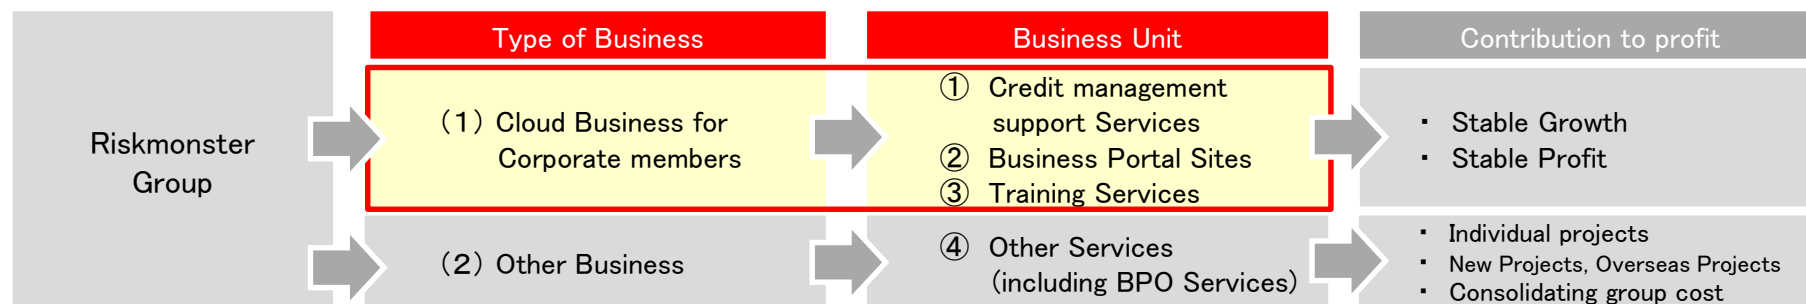 Type of Business
Business Unit
Contribution to profit
Riskmonster
Group
（1）Cloud Business for
Corporate members
① Credit management
support Services
② Business Portal Sites
③ Training Services
・ Stable Growth
・ Stable Profit
（2）Other Business
④ Other Services
(including BPO Services)
・ Individual projects
・ New Projects, Overseas Projects
・ Consolidating group cost